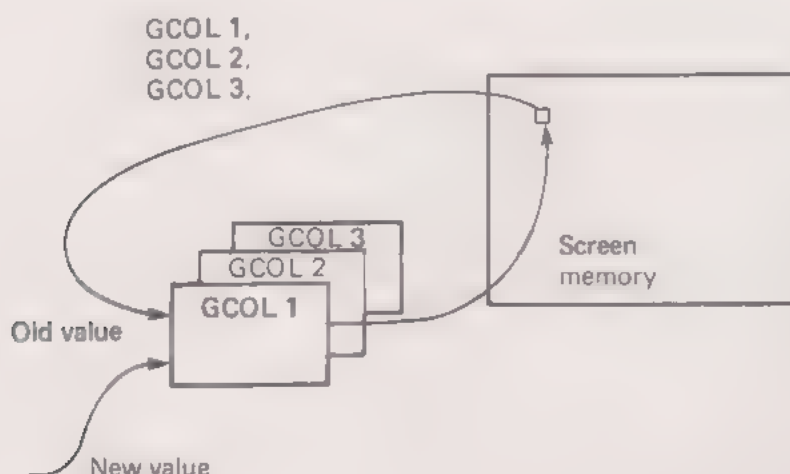 GCOL 1,
GCOL 2,
GCOL 3,
GCOL 3
GCOL 2
GCOL 1
Screen
memory
Old value
New value